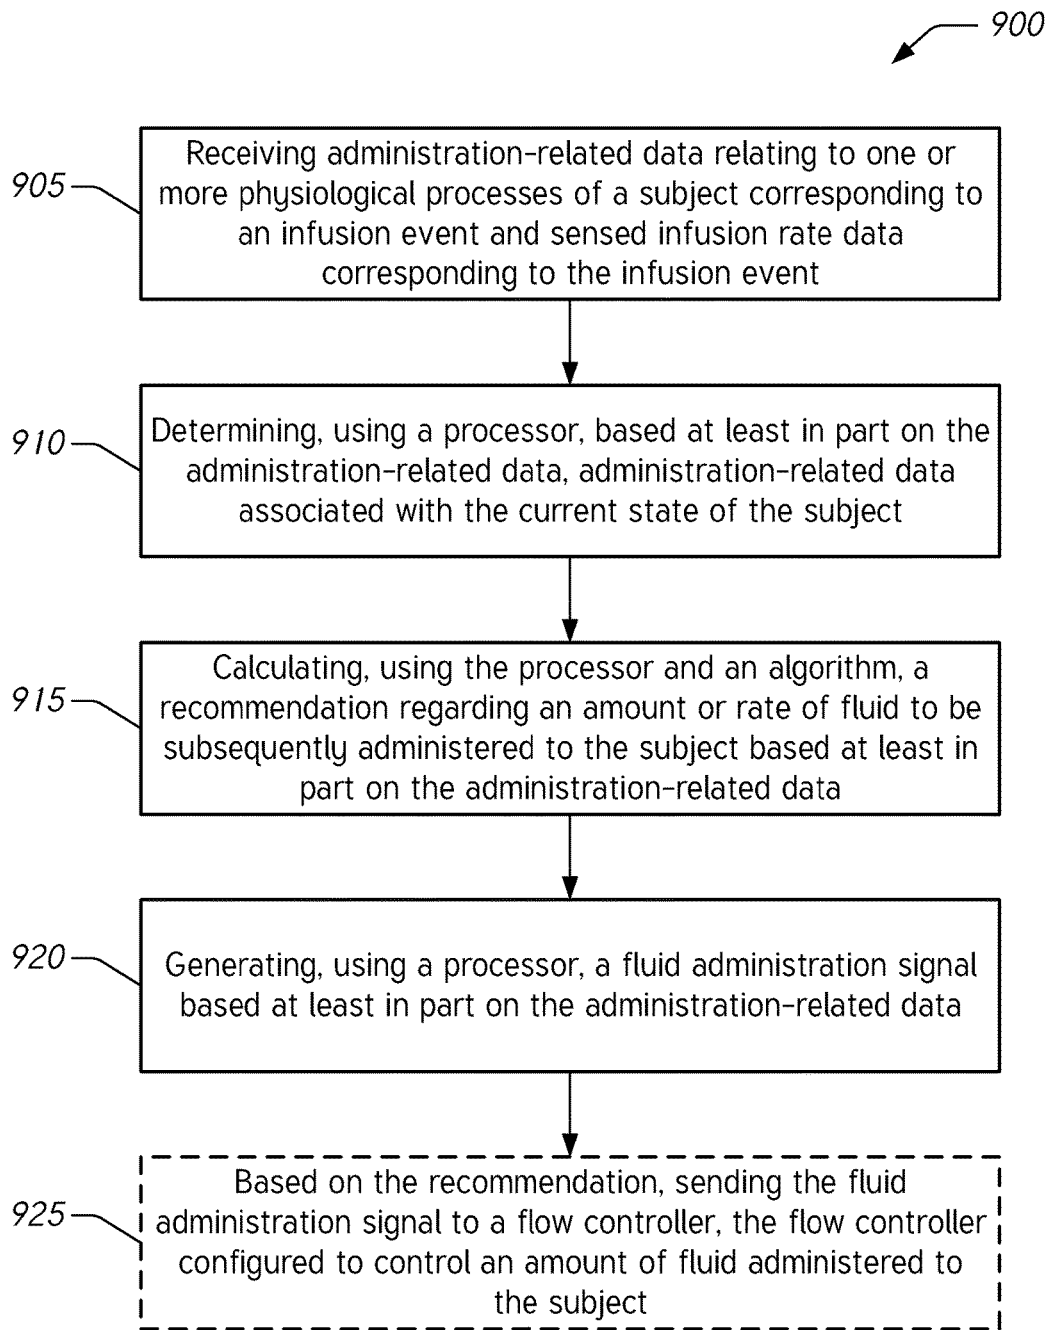 900
905
Receiving administration-related data relating to one or
more physiological processes of a subject corresponding to
an infusion event and sensed infusion rate data
corresponding to the infusion event
910
Determining, using a processor, based at least in part on the
administration-related data, administration-related data
associated with the current state of the subject
915
Calculating, using the processor and an algorithm, a
recommendation regarding an amount or rate of fluid to be
subsequently administered to the subject based at least in
part on the administration-related data
920
Generating, using a processor, a fluid administration signal
based at least in part on the administration-related data
925
Based on the recommendation, sending the fluid
administration signal to a flow controller, the flow controller
configured to control an amount of fluid administered to
the subject